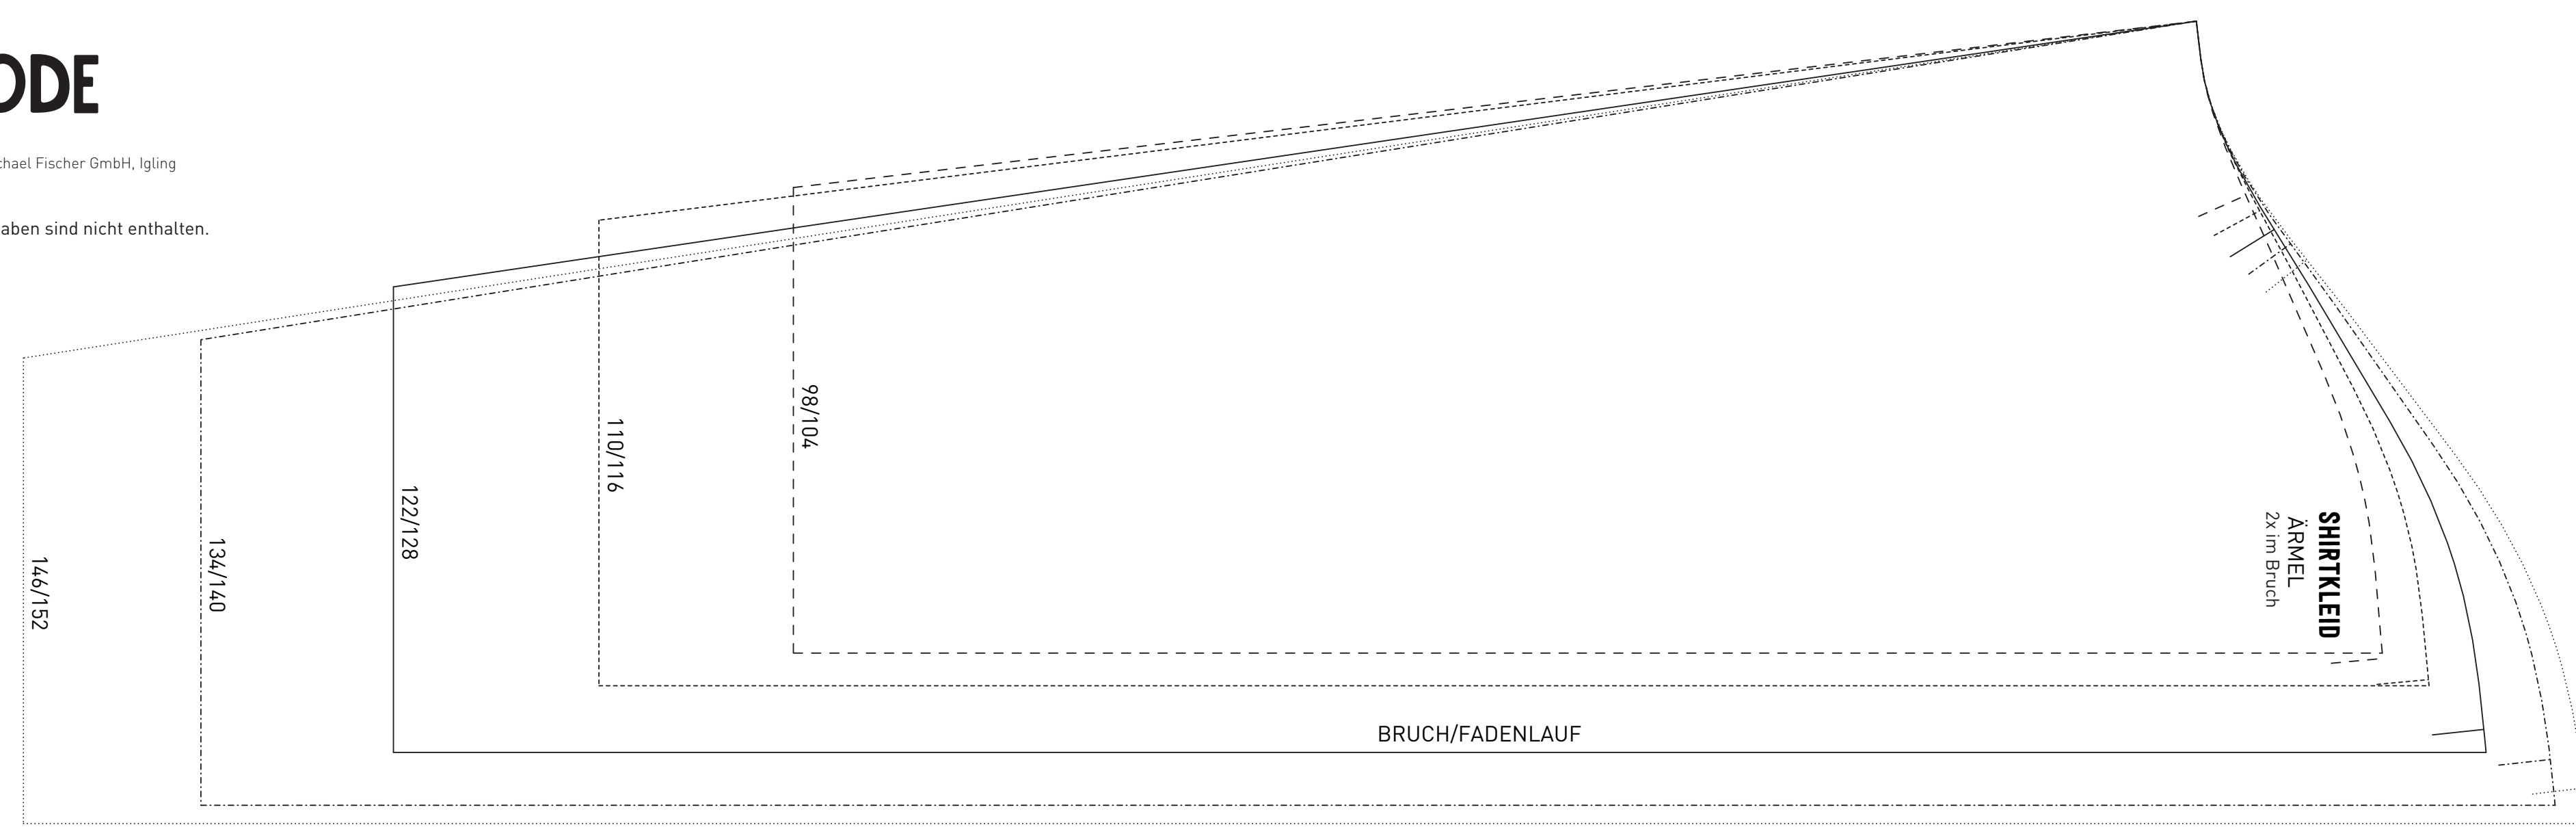 ODE
chael Fischer GmbH, Igling
aben sind nicht enthalten.
146/152
134/140
122/128
110/116
98/104
SHIRTKLEID
ÄRMEL
2x im Bruch
BRUCH/FADENLAUF